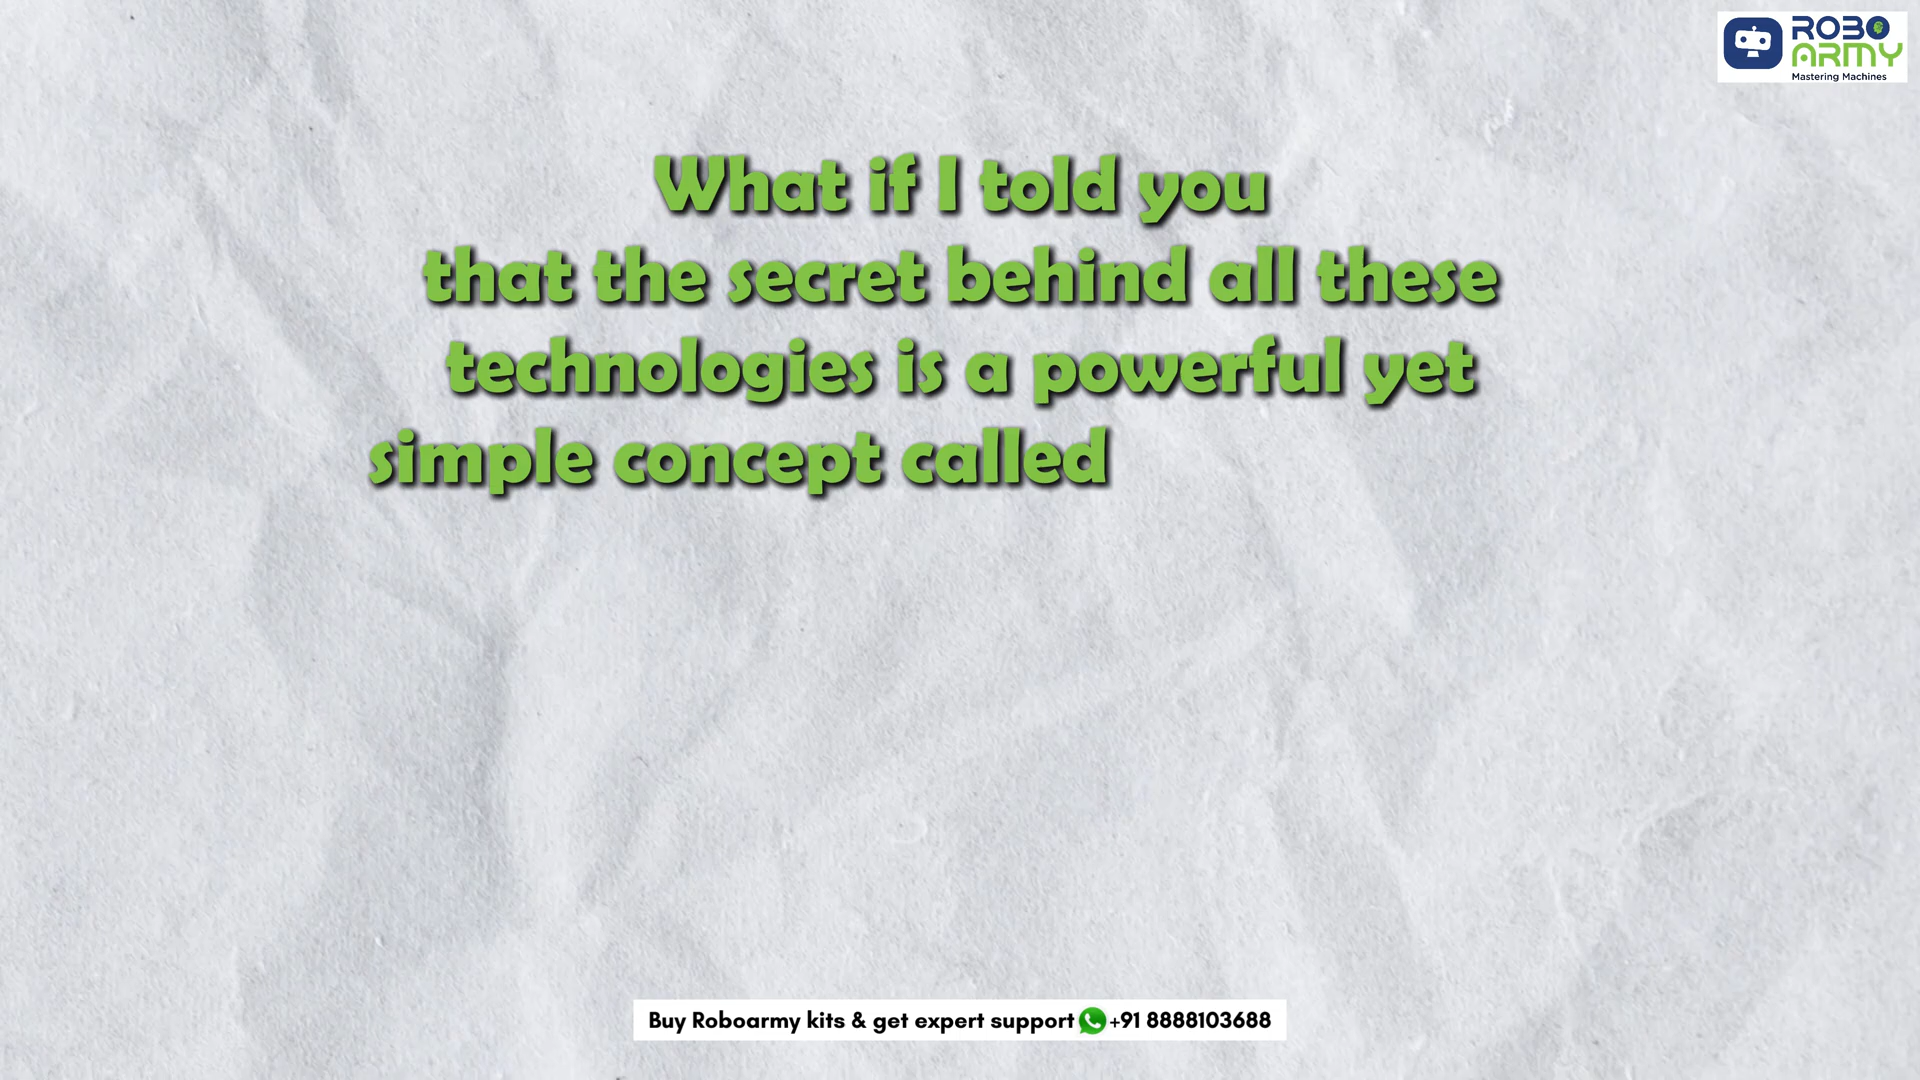 ROBO
ARMY
Mastering Machines
What if I told you
that the secret behind all these
technologies is a powerful yet
simple concept called
Buy Roboarmy kits & get expert support +91 8888103688